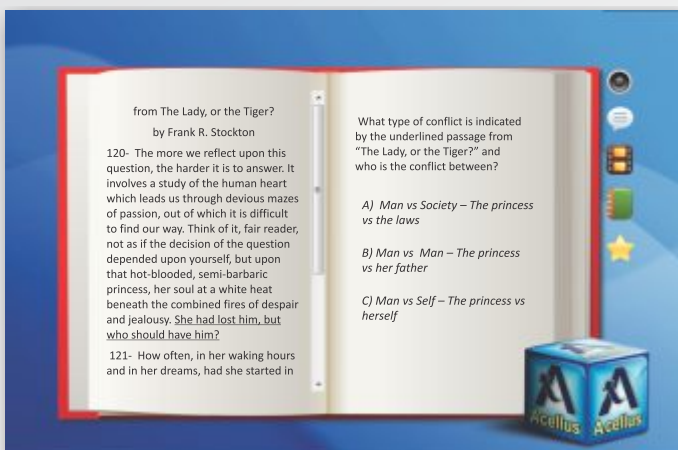 from The Lady, or the Tiger?
by Frank R. Stockton
120- The more we reflect upon this
question, the harder it is to answer. It
involves a study of the human heart
which leads us through devious mazes
of passion, out of which it is difficult
to find our way. Think of it, fair reader,
not as if the decision of the question
depended upon yourself, but upon
that hot-blooded, semi-barbaric
princess, her soul at a white heat
beneath the combined fires of despair
and jealousy. She had lost him, but
who should have him?
121- How often, in her waking hours
and in her dreams, had she started in
What type of conflict is indicated
by the underlined passage from
“The Lady, or the Tiger?” and
who is the conflict between?
A) Man vs Society – The princess
vs the laws
B) Man vs Man – The princess
vs her father
C) Man vs Self – The princess vs
herself
Acellus
Acellus